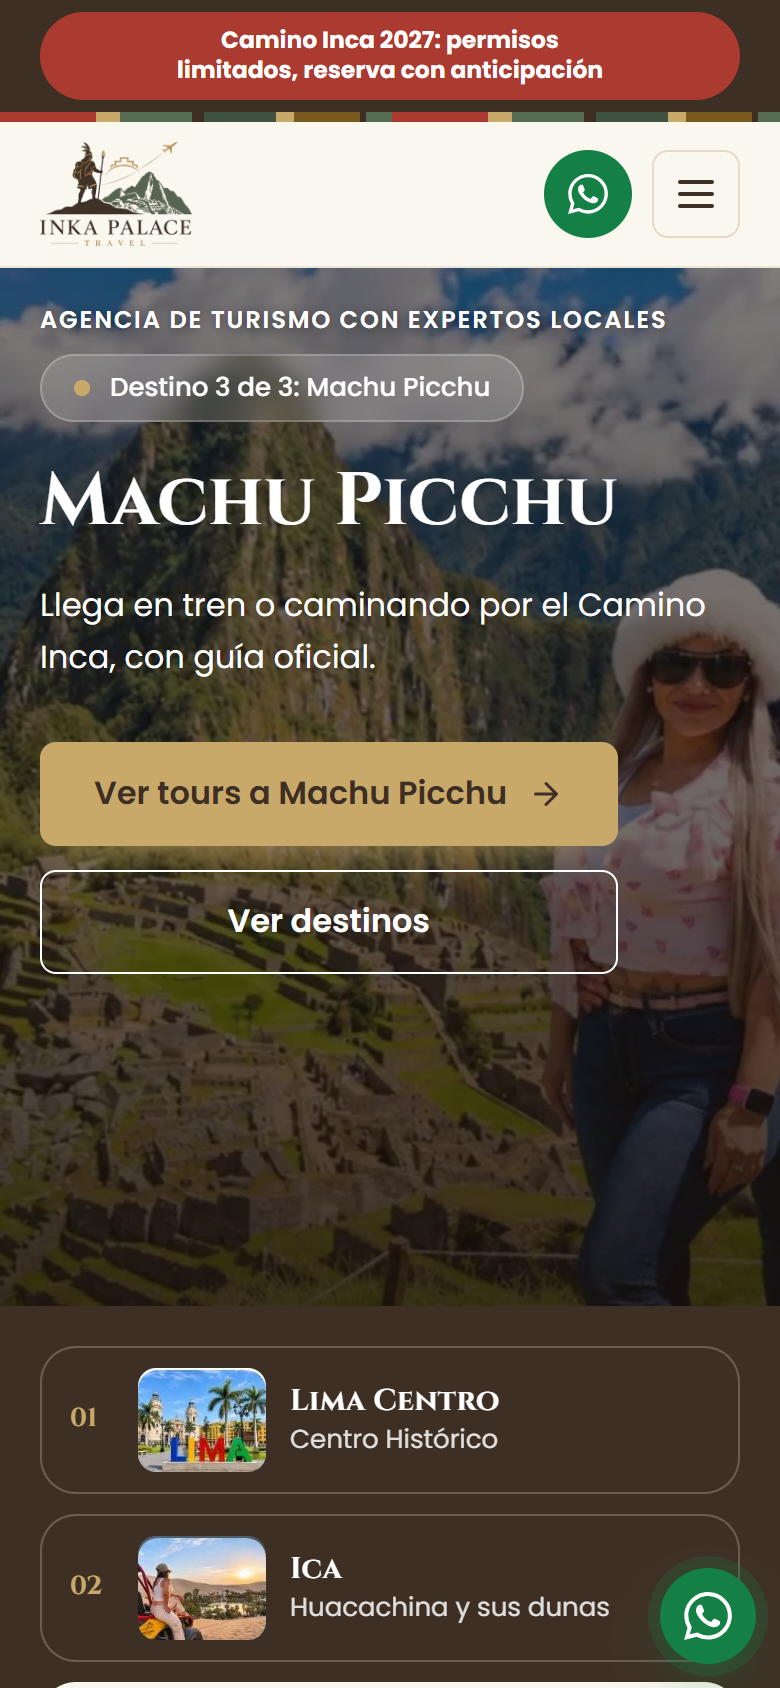 Camino Inca 2027: permisos
limitados, reserva con anticipación
INKA PALACE
TRAVEL
AGENCIA DE TURISMO CON EXPERTOS LOCALES
Destino 3 de 3: Machu Picchu
Machu Picchu
Llega en tren o caminando por el Camino
Inca, con guía oficial.
Ver tours a Machu Picchu
Ver destinos
01
LIMA
Lima Centro
Centro Histórico
02
Ica
Huacachina y sus dunas